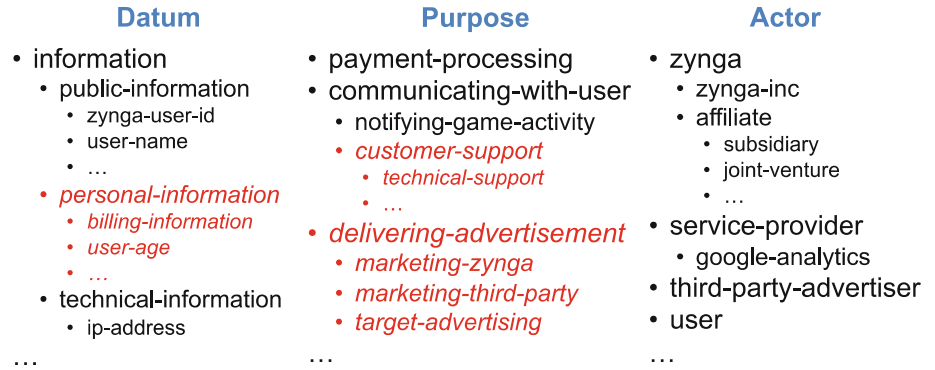 Datum
• information
• public-information
• zynga-user-id
• user-name
• …
• personal-information
• billing-information
• user-age
• …
• technical-information
• ip-address
…
Purpose
• payment-processing
• communicating-with-user
• notifying-game-activity
• customer-support
• technical-support
• …
• delivering-advertisement
• marketing-zynga
• marketing-third-party
• target-advertising
…
Actor
• zynga
• zynga-inc
• affiliate
• subsidiary
• joint-venture
• …
• service-provider
• google-analytics
• third-party-advertiser
• user
…